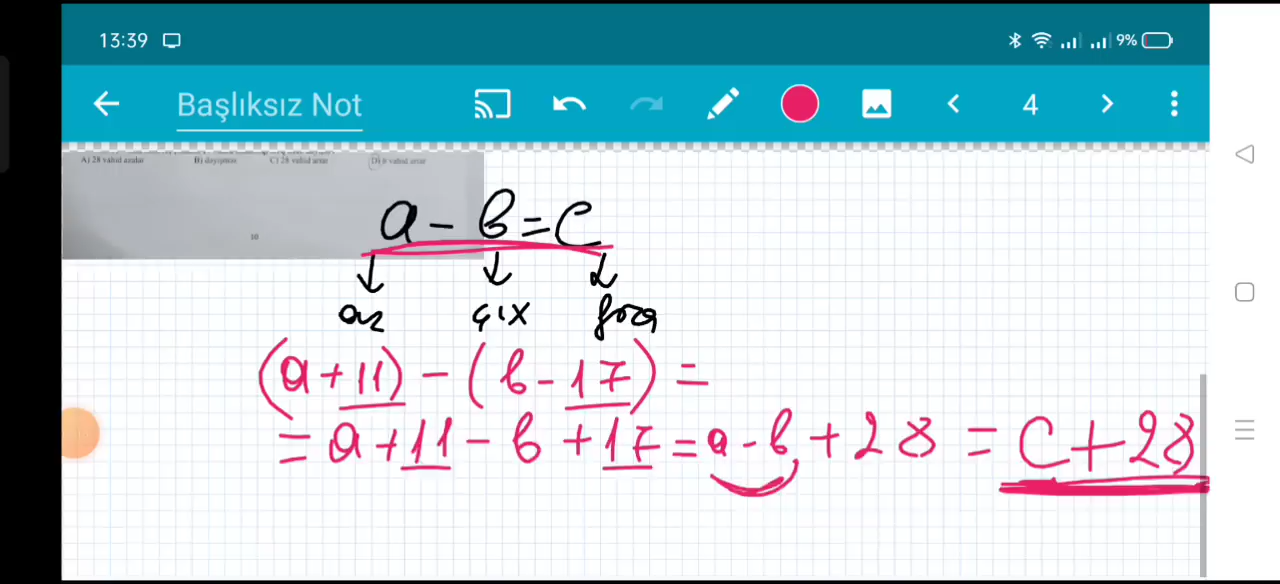 13:39 9%
Başlıksız Not 4
A) 28 vahid azalar B) dəyişməz C) 28 vahid artar D) 6 vahid artar
10
a - b = c
az çıx fərq
(a+11) - (b-17) =
= a+11 - b +17 = a-b +28 = c+28